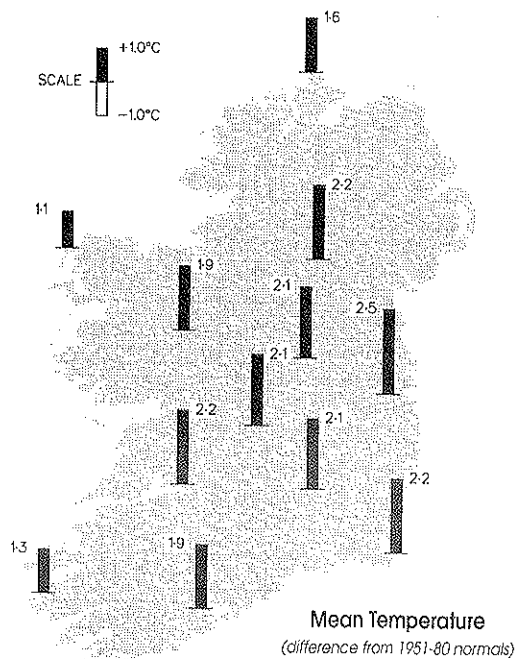 1·6
+1.0°C
SCALE
−1.0°C
2·2
1·1
1·9
2·1
2·5
2·1
2·2
2·1
2·2
1·3
1·9
Mean Temperature
(difference from 1951-80 normals)